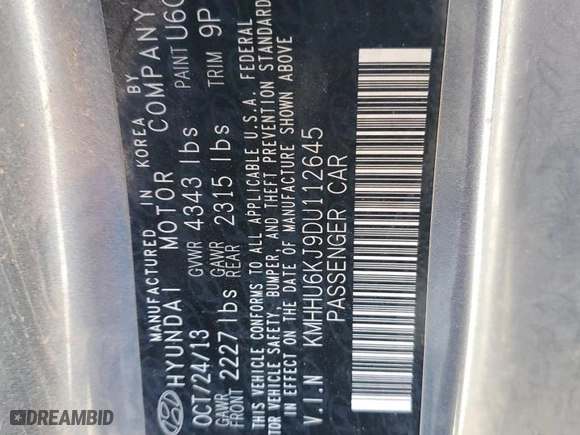 MANUFACTURED IN KOREA BY
HYUNDAI MOTOR COMPANY
OCT/24/13 GVWR 4343 lbs PAINT U6
GAWR FRONT 2227 lbs GAWR REAR 2315 lbs TRIM 9P
THIS VEHICLE CONFORMS TO ALL APPLICABLE U.S.A. FEDERAL
MOTOR VEHICLE SAFETY, BUMPER, AND THEFT PREVENTION STANDARD
IN EFFECT ON THE DATE OF MANUFACTURE SHOWN ABOVE
V.I.N KMHHU6KJ9DU112645
PASSENGER CAR
DREAMBID